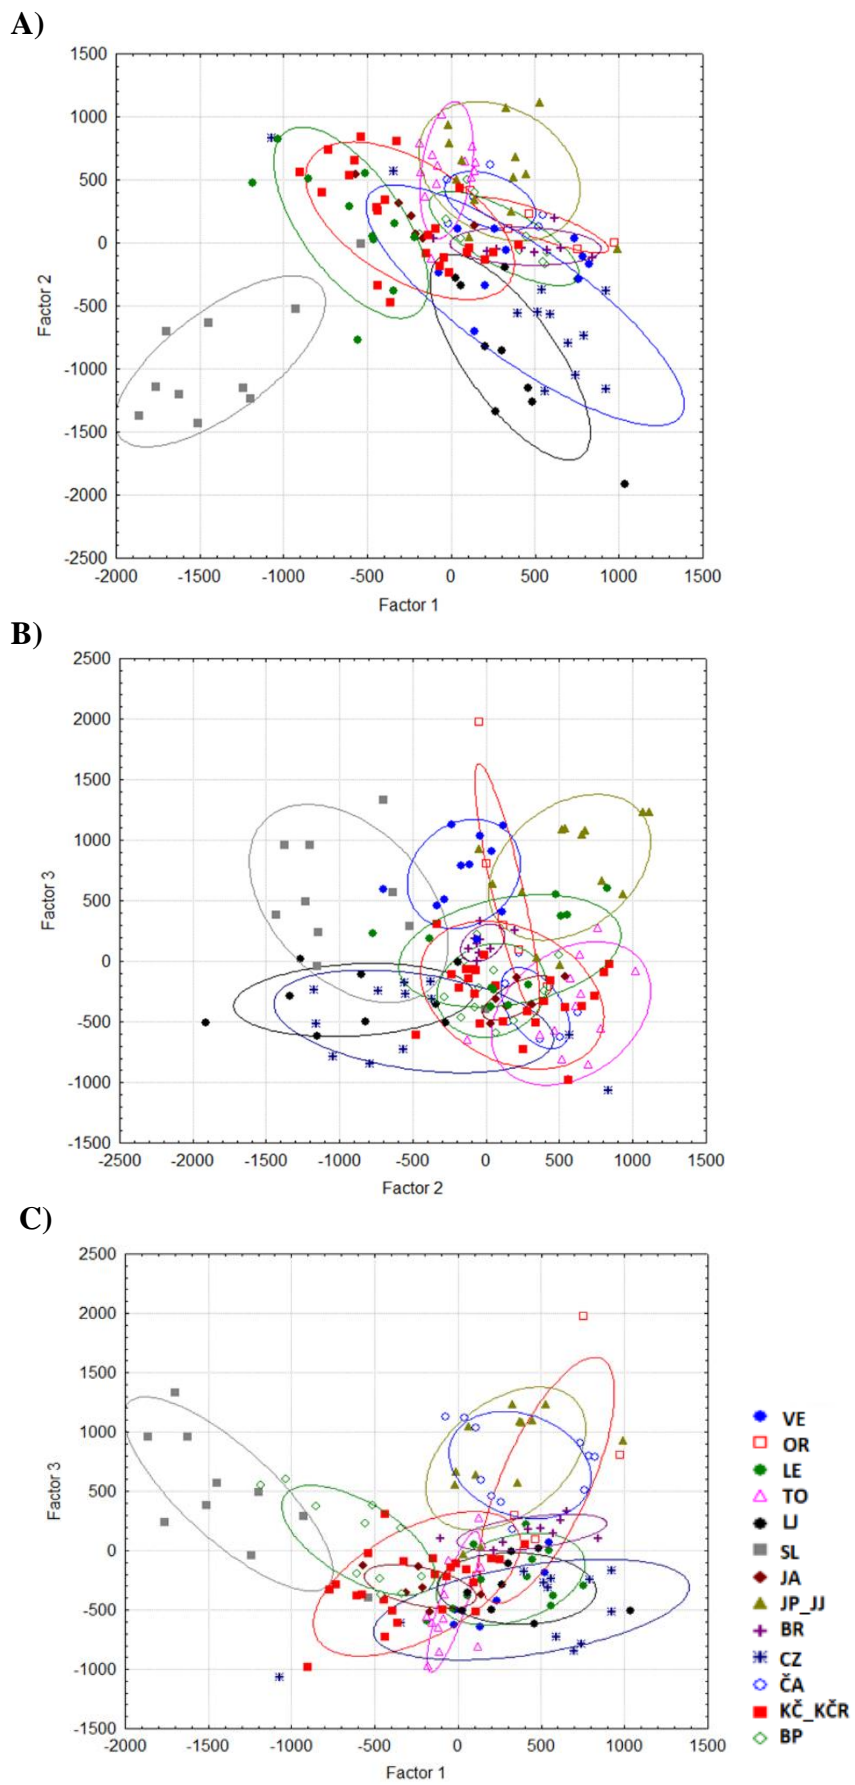 A)
1500
1000
500
0
-500
-1000
-1500
-2000
-2500
Factor 2
-2000 -1500 -1000 -500 0 500 1000 1500
Factor 1
B)
2500
2000
1500
1000
500
0
-500
-1000
-1500
Factor 3
-2500 -2000 -1500 -1000 -500 0 500 1000 1500
Factor 2
C)
2500
2000
1500
1000
500
0
-500
-1000
-1500
Factor 3
-2000 -1500 -1000 -500 0 500 1000 1500
Factor 1
VE
OR
LE
TO
LJ
SL
JA
JP_JJ
BR
CZ
ČA
KČ_KČR
BP